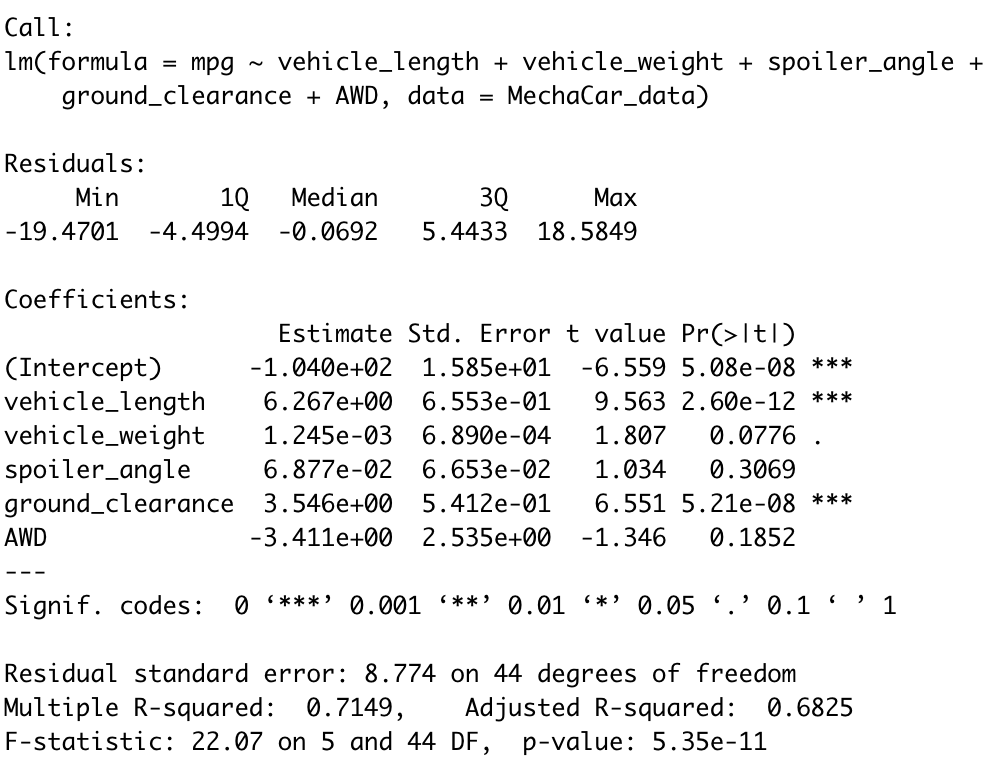 Call:
lm(formula = mpg ~ vehicle_length + vehicle_weight + spoiler_angle +
    ground_clearance + AWD, data = MechaCar_data)

Residuals:
     Min       1Q   Median       3Q      Max
-19.4701  -4.4994  -0.0692   5.4433  18.5849

Coefficients:
                   Estimate Std. Error t value Pr(>|t|)
(Intercept)      -1.040e+02  1.585e+01  -6.559 5.08e-08 ***
vehicle_length    6.267e+00  6.553e-01   9.563 2.60e-12 ***
vehicle_weight    1.245e-03  6.890e-04   1.807   0.0776 .
spoiler_angle     6.877e-02  6.653e-02   1.034   0.3069
ground_clearance  3.546e+00  5.412e-01   6.551 5.21e-08 ***
AWD              -3.411e+00  2.535e+00  -1.346   0.1852
---
Signif. codes:  0 ‘***’ 0.001 ‘**’ 0.01 ‘*’ 0.05 ‘.’ 0.1 ‘ ’ 1

Residual standard error: 8.774 on 44 degrees of freedom
Multiple R-squared:  0.7149,    Adjusted R-squared:  0.6825
F-statistic: 22.07 on 5 and 44 DF,  p-value: 5.35e-11